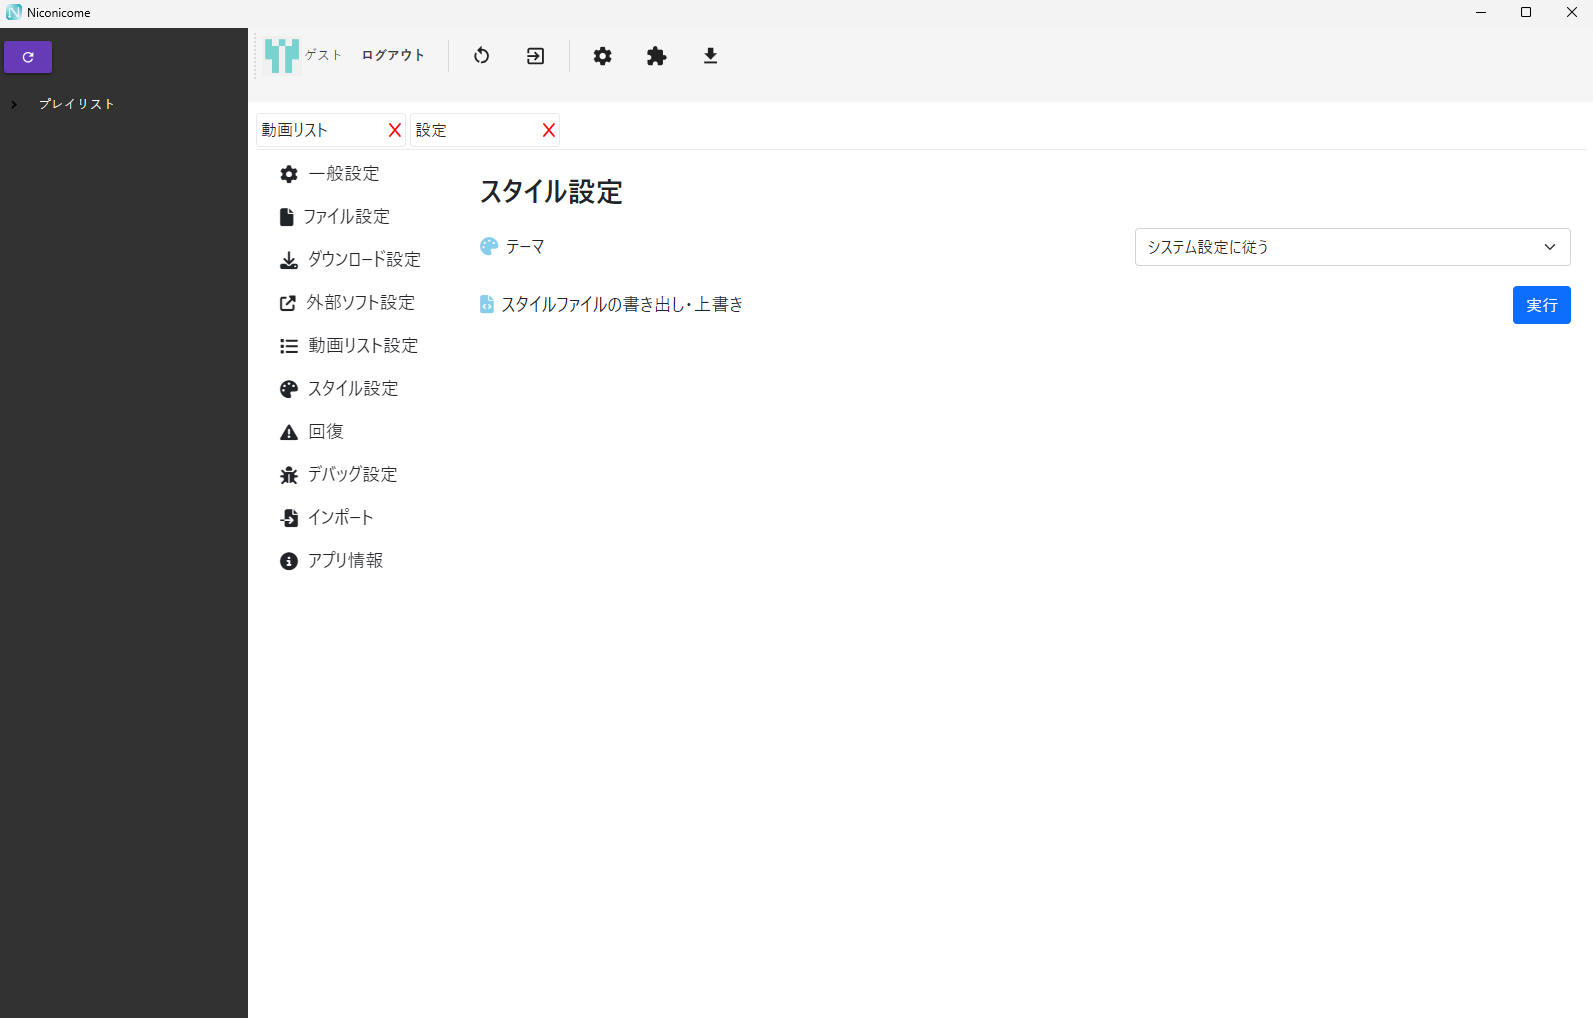 Niconicome
ゲスト ログアウト
プレイリスト
動画リスト 設定
一般設定
ファイル設定
ダウンロード設定
外部ソフト設定
動画リスト設定
スタイル設定
回復
デバッグ設定
インポート
アプリ情報
スタイル設定
テーマ システム設定に従う
スタイルファイルの書き出し・上書き 実行